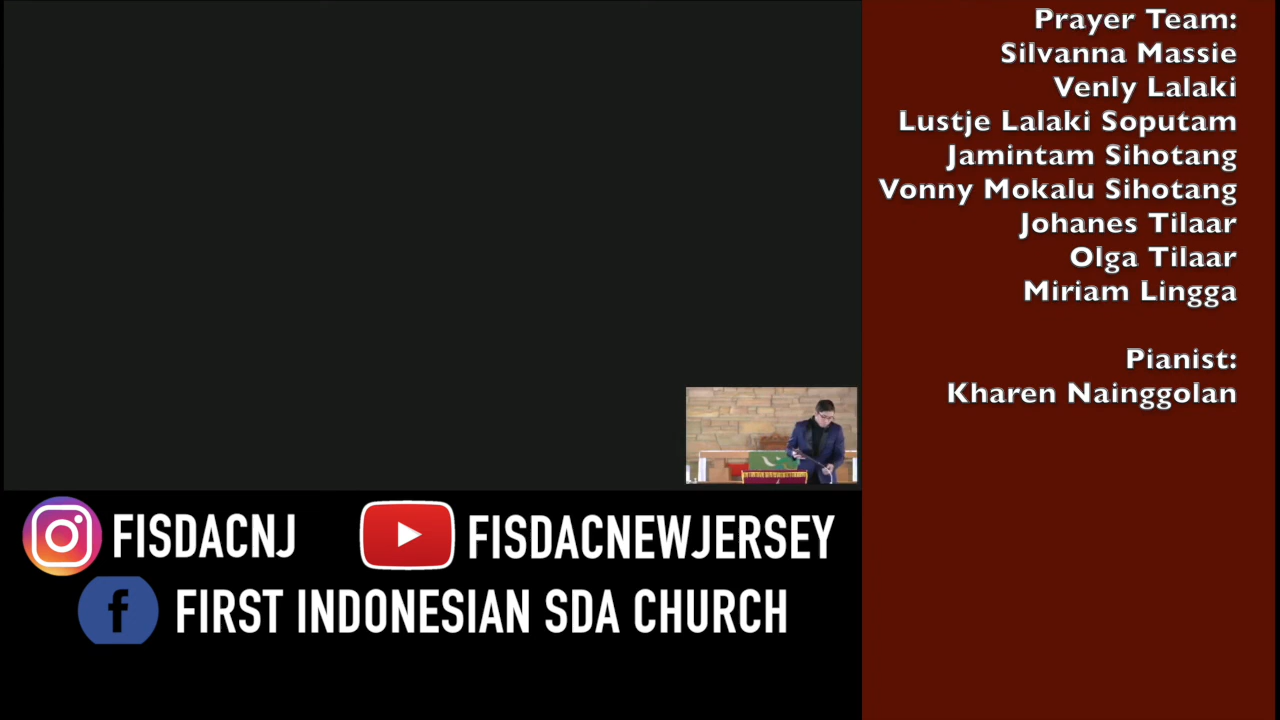 Prayer Team:
Silvanna Massie
Venly Lalaki
Lustje Lalaki Soputam
Jamintam Sihotang
Vonny Mokalu Sihotang
Johanes Tilaar
Olga Tilaar
Miriam Lingga
Pianist:
Kharen Nainggolan
FISDACNJ
FISDACNEWJERSEY
FIRST INDONESIAN SDA CHURCH